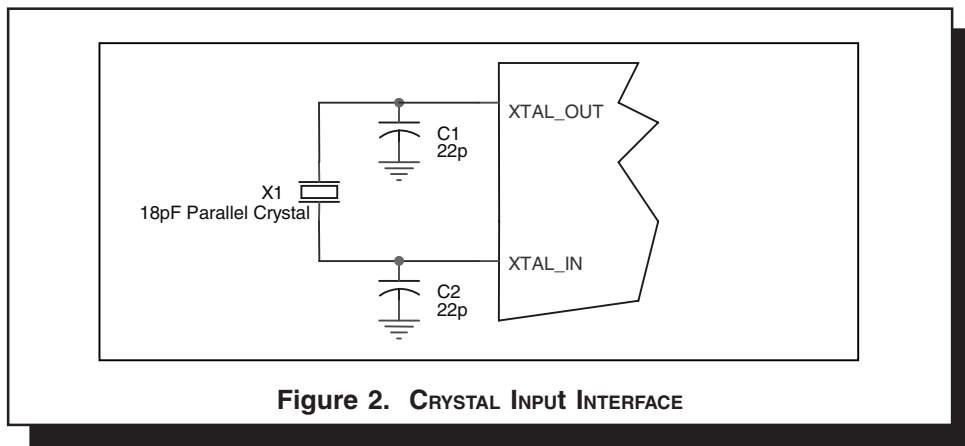 XTAL_OUT
C1
22p
X1
18pF Parallel Crystal
XTAL_IN
C2
22p
Figure 2. CRYSTAL INPUt INTERFACE